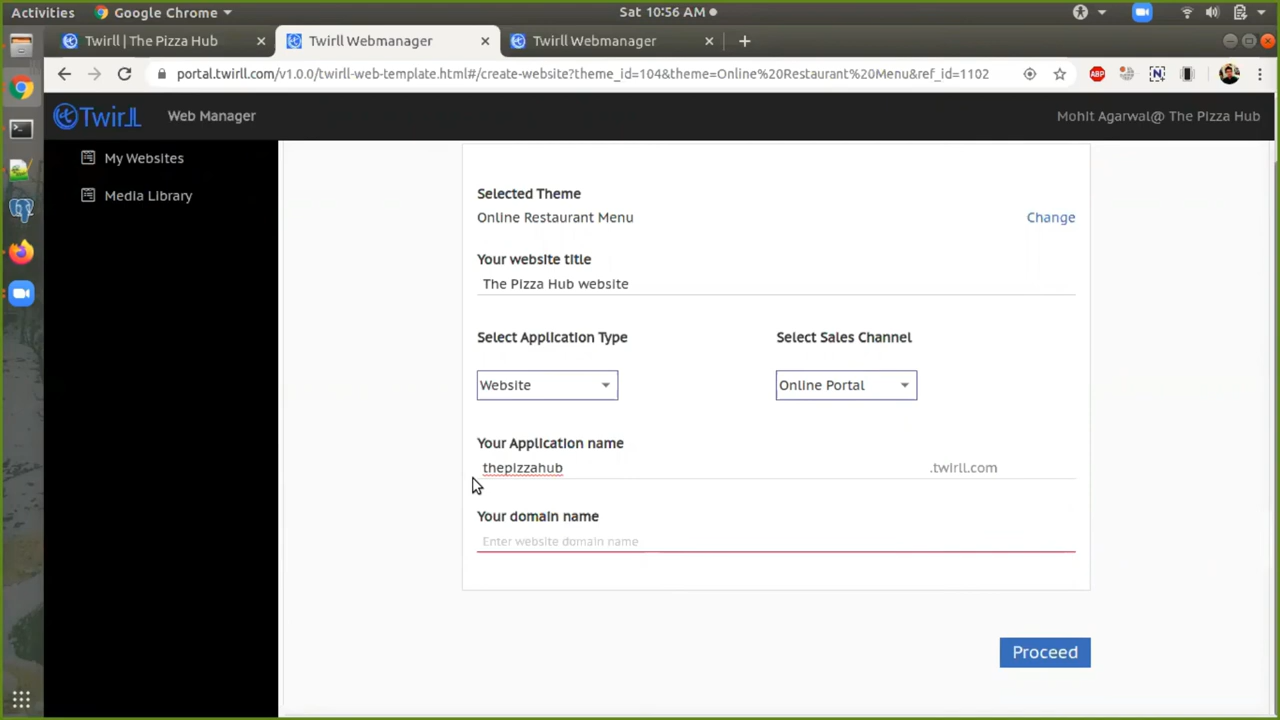 Activities
Google Chrome
Sat 10:56 AM
Twirll | The Pizza Hub
Twirll Webmanager
Twirll Webmanager
portal.twirll.com/v1.0.0/twirll-web-template.html#/create-website?theme_id=104&theme=Online%20Restaurant%20Menu&ref_id=1102
ABP
N
Twirll
Web Manager
Mohit Agarwal@ The Pizza Hub
My Websites
Media Library
Selected Theme
Online Restaurant Menu
Change
Your website title
The Pizza Hub website
Select Application Type
Select Sales Channel
Website
Online Portal
Your Application name
thepizzahub
.twirll.com
Your domain name
Enter website domain name
Proceed